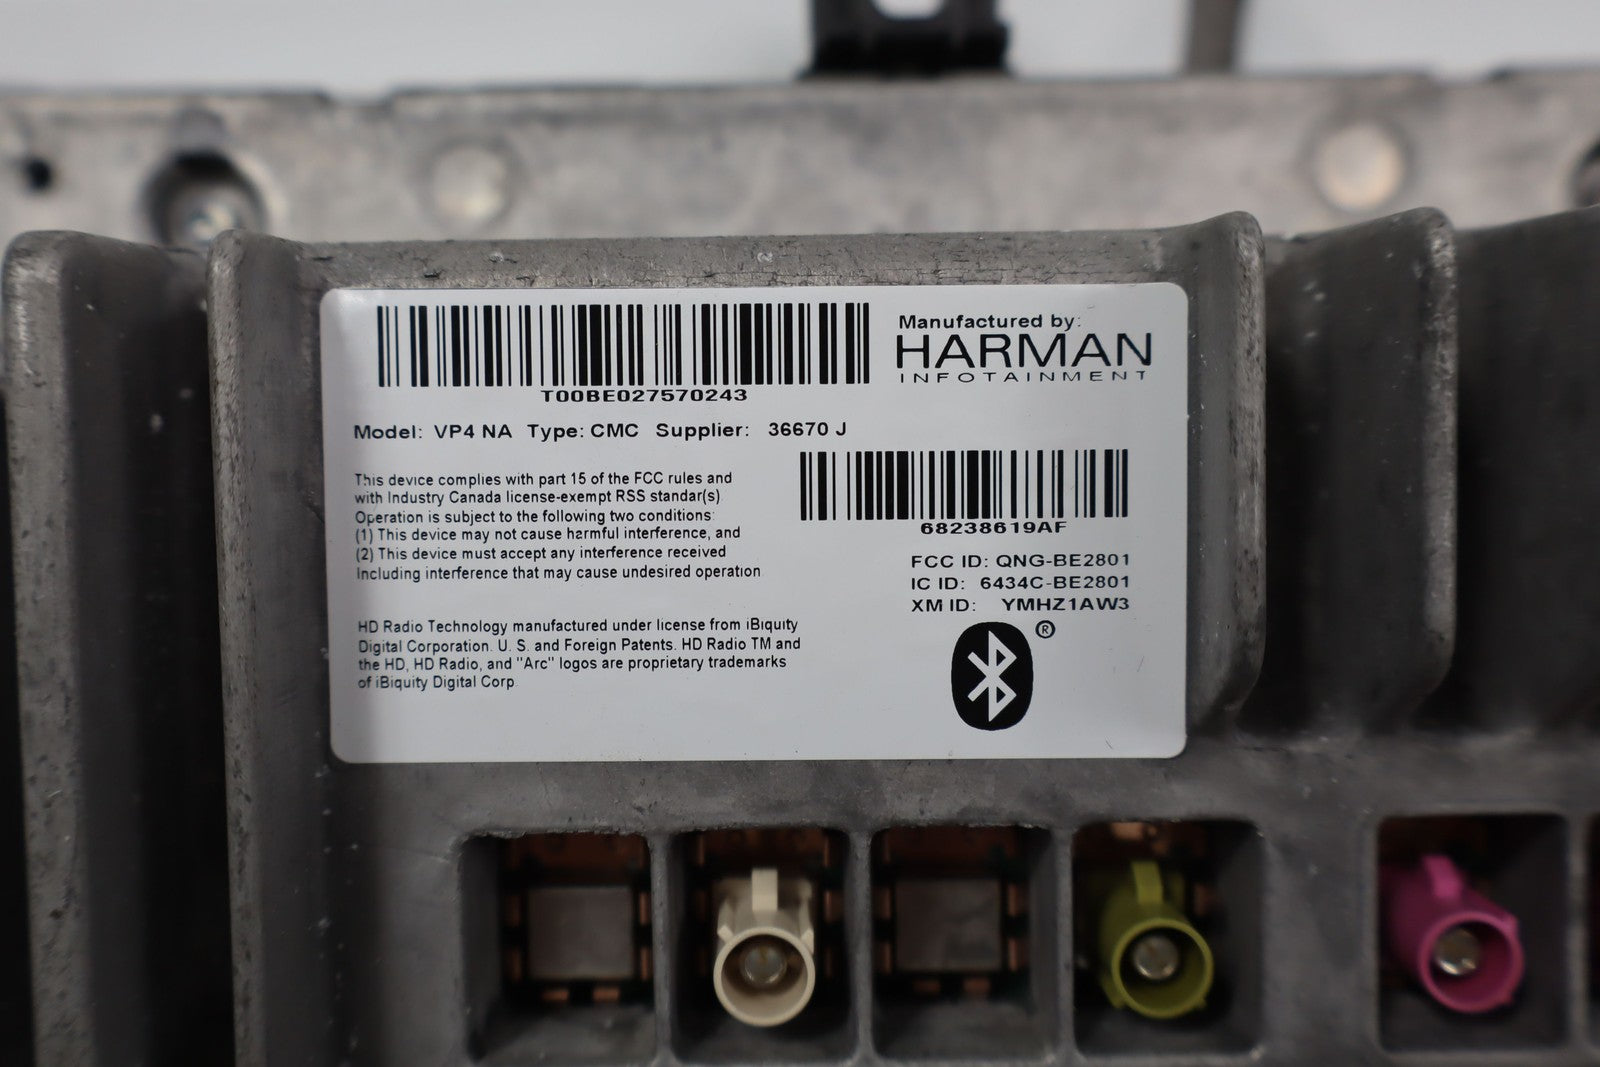 T00BE027570243
Manufactured by:
HARMAN
INFOTAINMENT
Model: VP4 NA Type: CMC Supplier: 36670 J
This device complies with part 15 of the FCC rules and
with Industry Canada license-exempt RSS standar(s)
Operation is subject to the following two conditions:
(1) This device may not cause harmful interference, and
(2) This device must accept any interference received
Including interference that may cause undesired operation
68238619AF
FCC ID: QNG-BE2801
IC ID: 6434C-BE2801
XM ID: YMHZ1AW3
®
HD Radio Technology manufactured under license from iBiquity
Digital Corporation. U. S. and Foreign Patents. HD Radio TM and
the HD, HD Radio, and "Arc" logos are proprietary trademarks
of iBiquity Digital Corp.